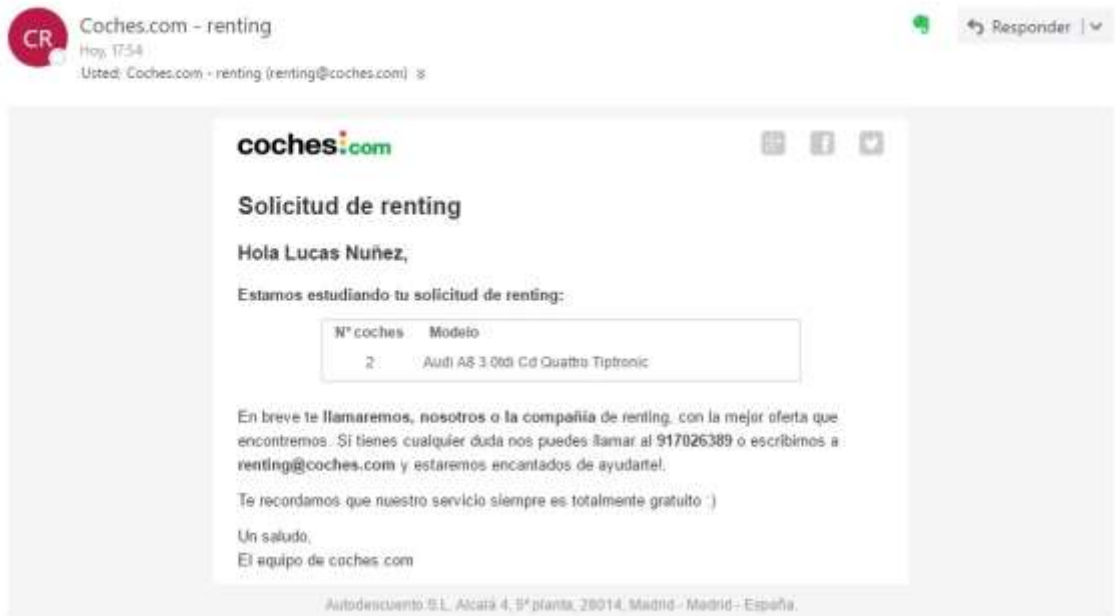 CR
Coches.com - renting
Hoy, 17:54
Usted: Coches.com - renting (renting@coches.com)
Responder
coches.com
Solicitud de renting
Hola Lucas Nuñez,
Estamos estudiando tu solicitud de renting:
Nº coches Modelo
2 Audi A8 3.0tdi Cd Quattro Tiptronic
En breve te llamaremos, nosotros o la compañia de renting, con la mejor oferta que
encontremos. Si tienes cualquier duda nos puedes llamar al 917026389 o escribirnos a
renting@coches.com y estaremos encantados de ayudarte!.
Te recordamos que nuestro servicio siempre es totalmente gratuito :)
Un saludo,
El equipo de coches.com
Autodescuento S.L. Alcalá 4, 5ª planta, 28014, Madrid - Madrid - España.